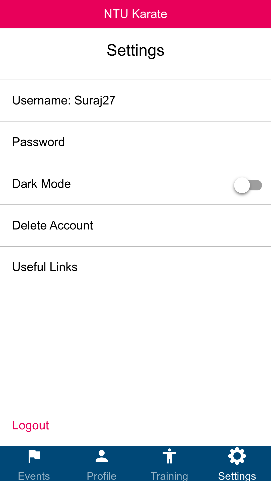 NTU Karate
Settings
Username: Suraj27
Password
Dark Mode
Delete Account
Useful Links
Logout
Events Profile Training Settings